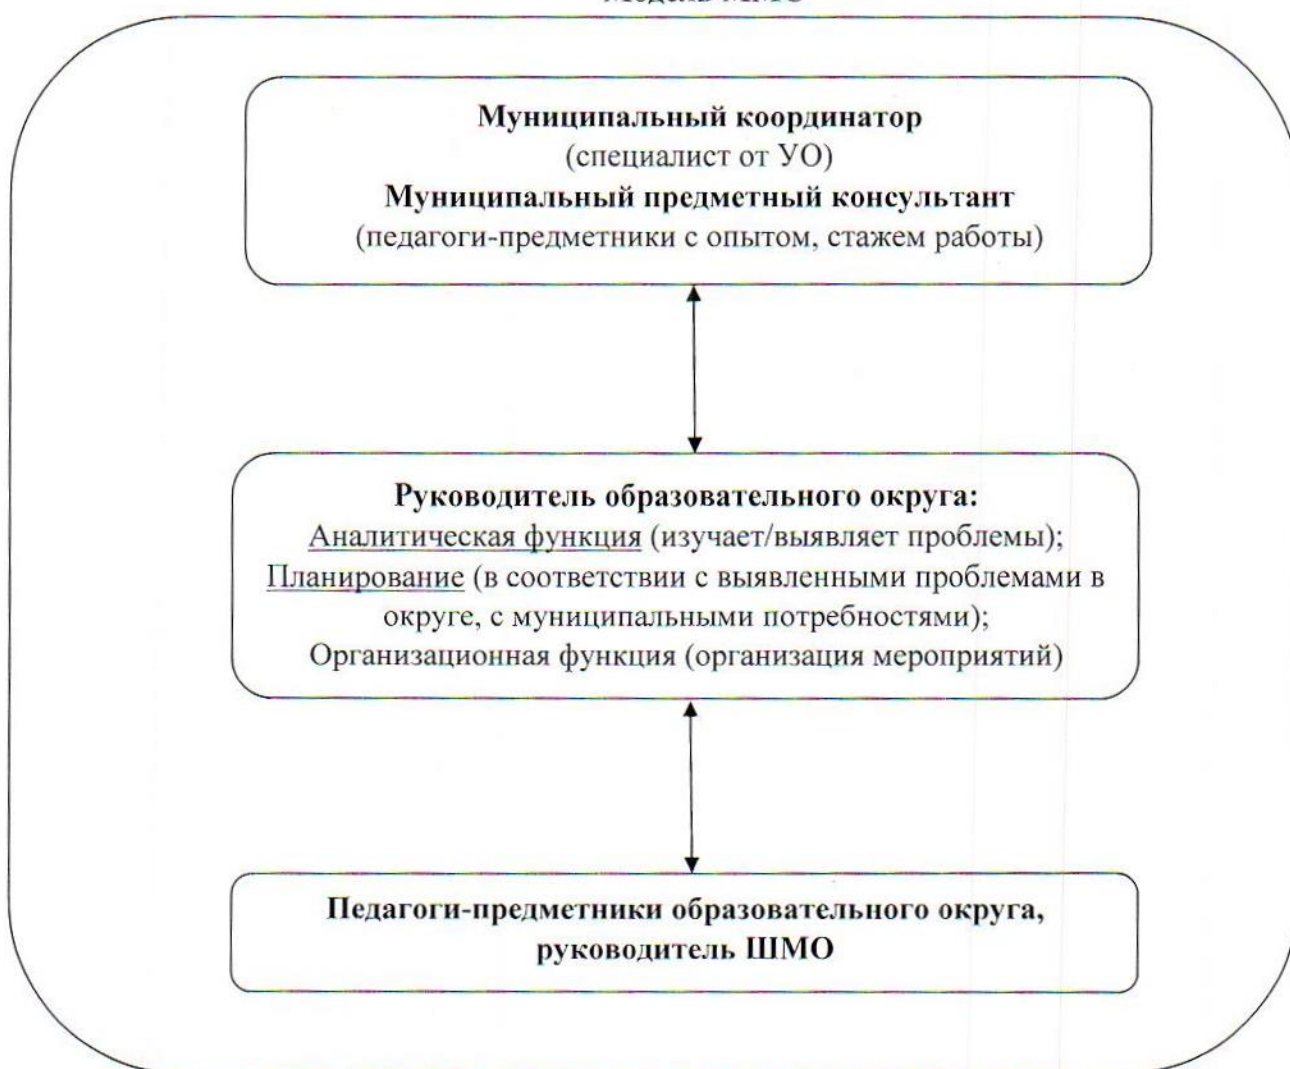 Модель ММО
Муниципальный координатор
(специалист от УО)
Муниципальный предметный консультант
(педагоги-предметники с опытом, стажем работы)
Руководитель образовательного округа:
Аналитическая функция (изучает/выявляет проблемы);
Планирование (в соответствии с выявленными проблемами в
округе, с муниципальными потребностями);
Организационная функция (организация мероприятий)
Педагоги-предметники образовательного округа,
руководитель ШМО